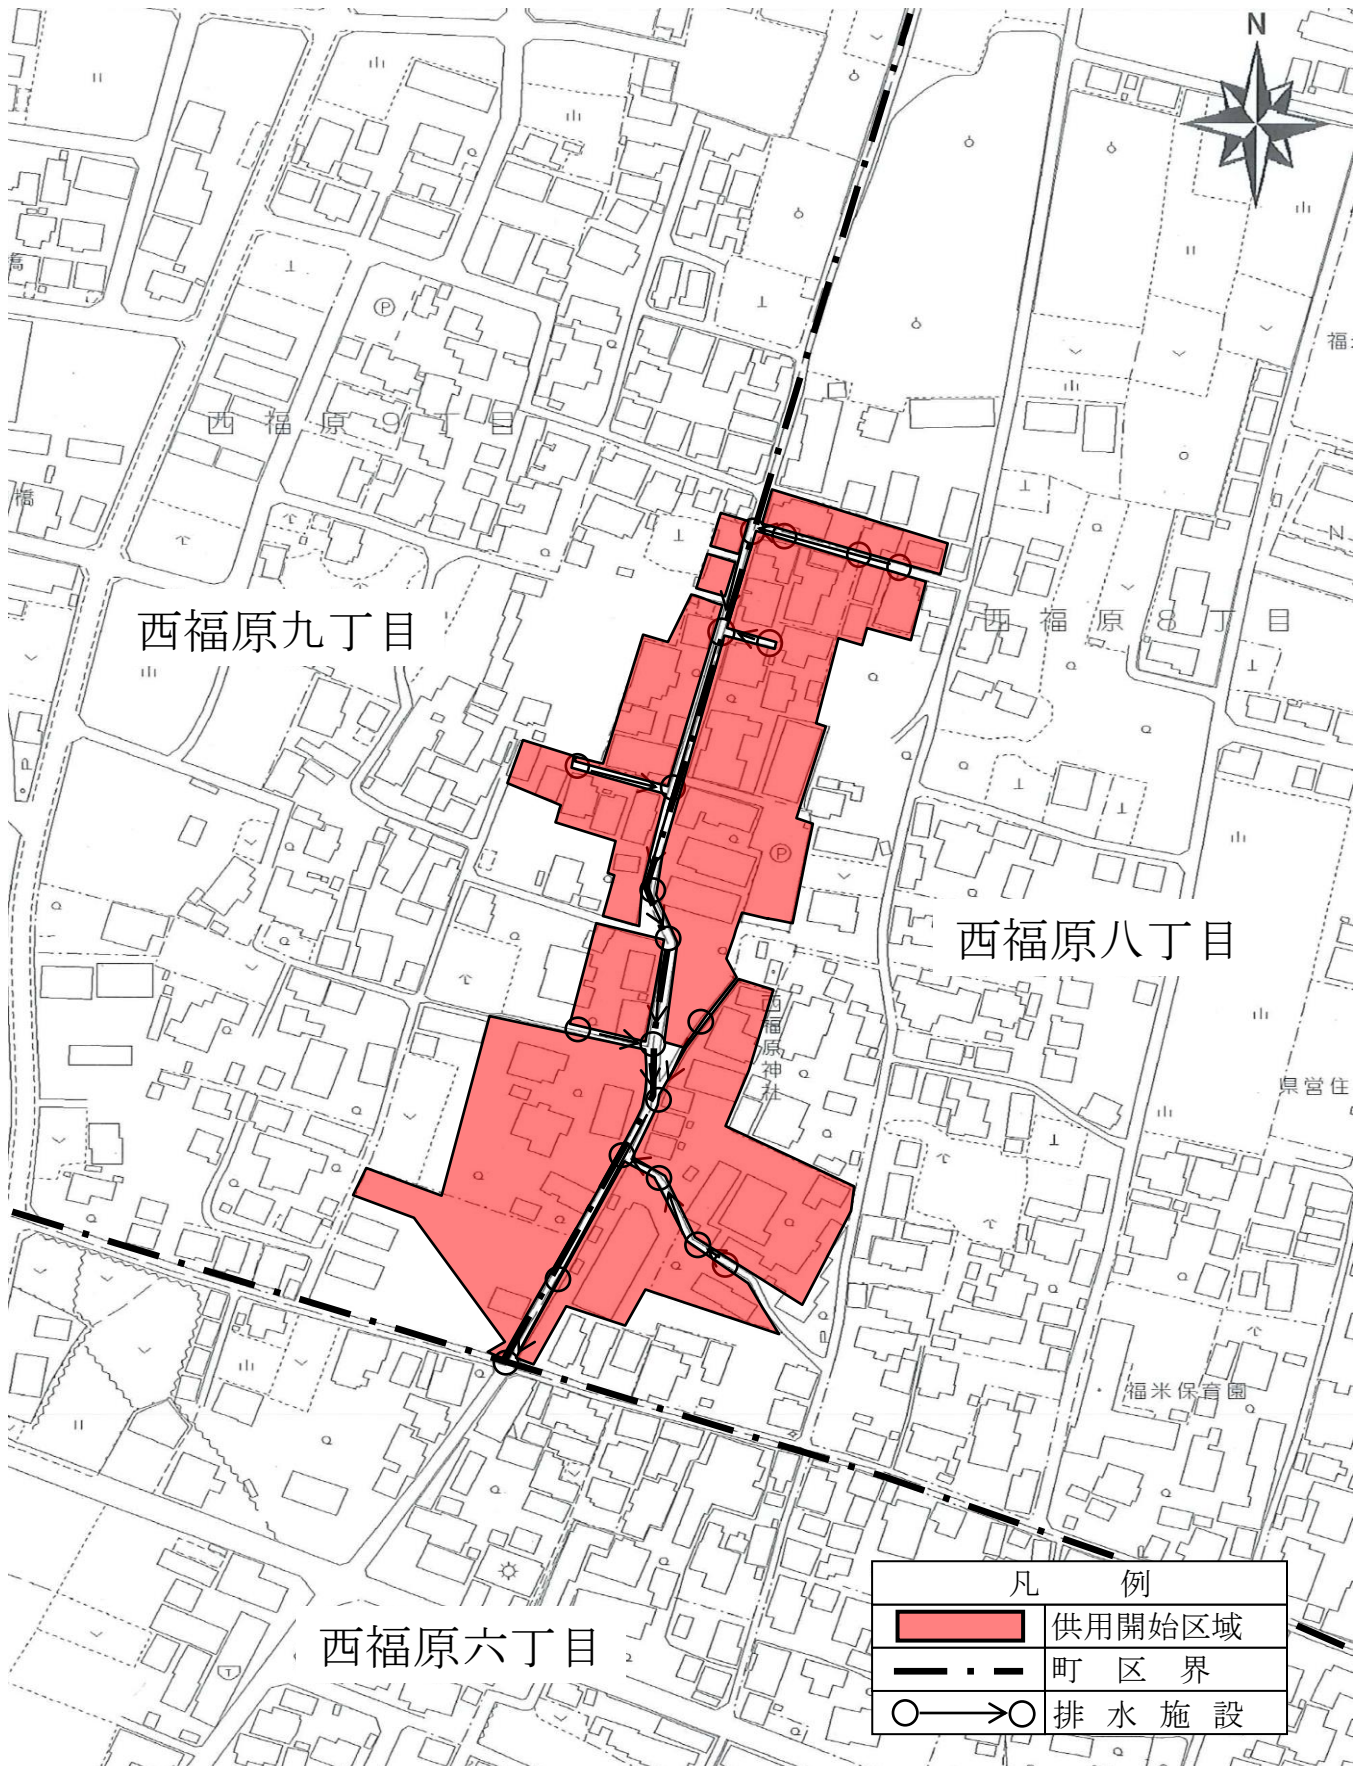 N
福
橋
Ⓟ
西福原9丁目
橋
N
西福原九丁目
西福原8丁目
P
Ⓟ
西福原八丁目
西福原神社
県営住
福米保育園
西福原六丁目
T
凡例
供用開始区域
町区界
排水施設